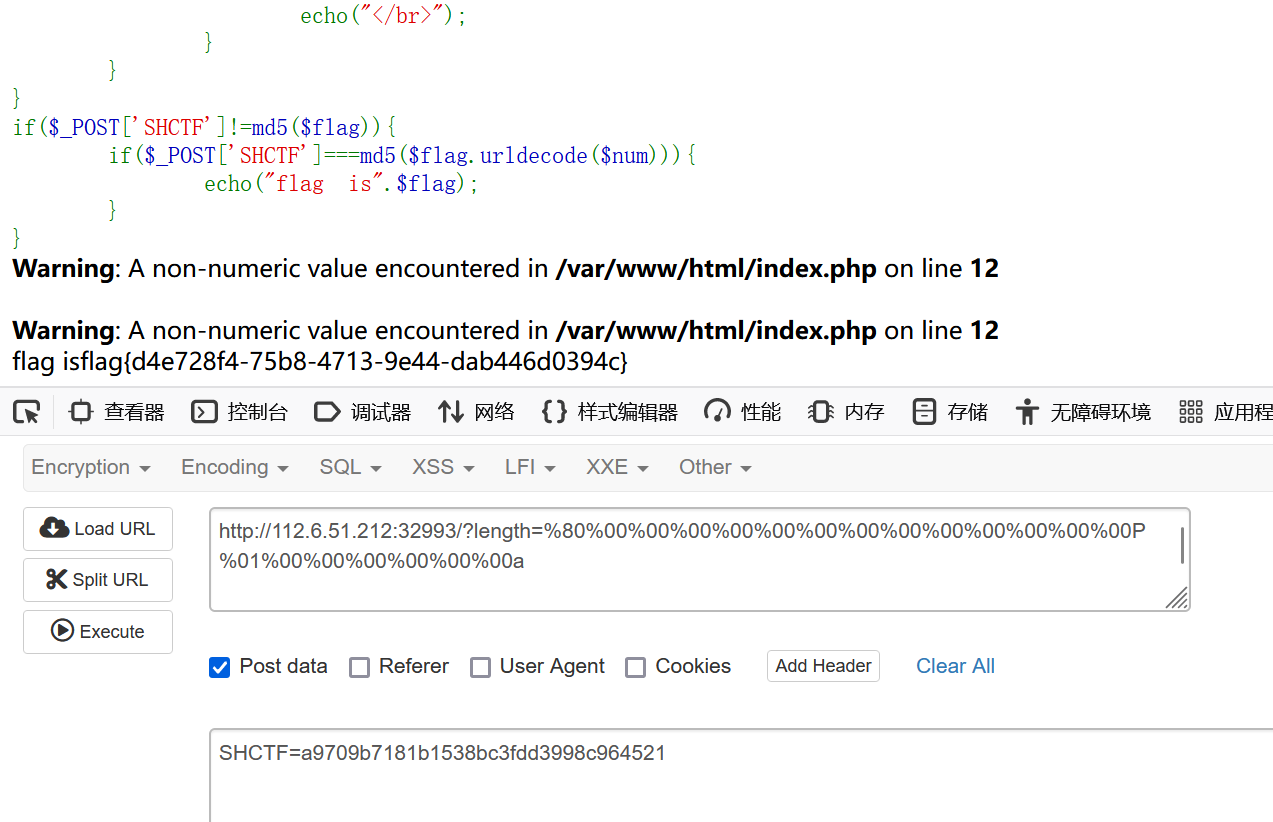 echo("</br>");
}
}
}
if($_POST['SHCTF']!=md5($flag)){
if($_POST['SHCTF']===md5($flag.urldecode($num))){
echo("flag is".$flag);
}
}
Warning: A non-numeric value encountered in /var/www/html/index.php on line 12
Warning: A non-numeric value encountered in /var/www/html/index.php on line 12
flag isflag{d4e728f4-75b8-4713-9e44-dab446d0394c}
查看器 控制台 调试器 网络 样式编辑器 性能 内存 存储 无障碍环境 应用程
Encryption Encoding SQL XSS LFI XXE Other
Load URL
Split URL
Execute
http://112.6.51.212:32993/?length=%80%00%00%00%00%00%00%00%00%00%00%00%00%00P
%01%00%00%00%00%00%00a
Post data Referer User Agent Cookies Add Header Clear All
SHCTF=a9709b7181b1538bc3fdd3998c964521